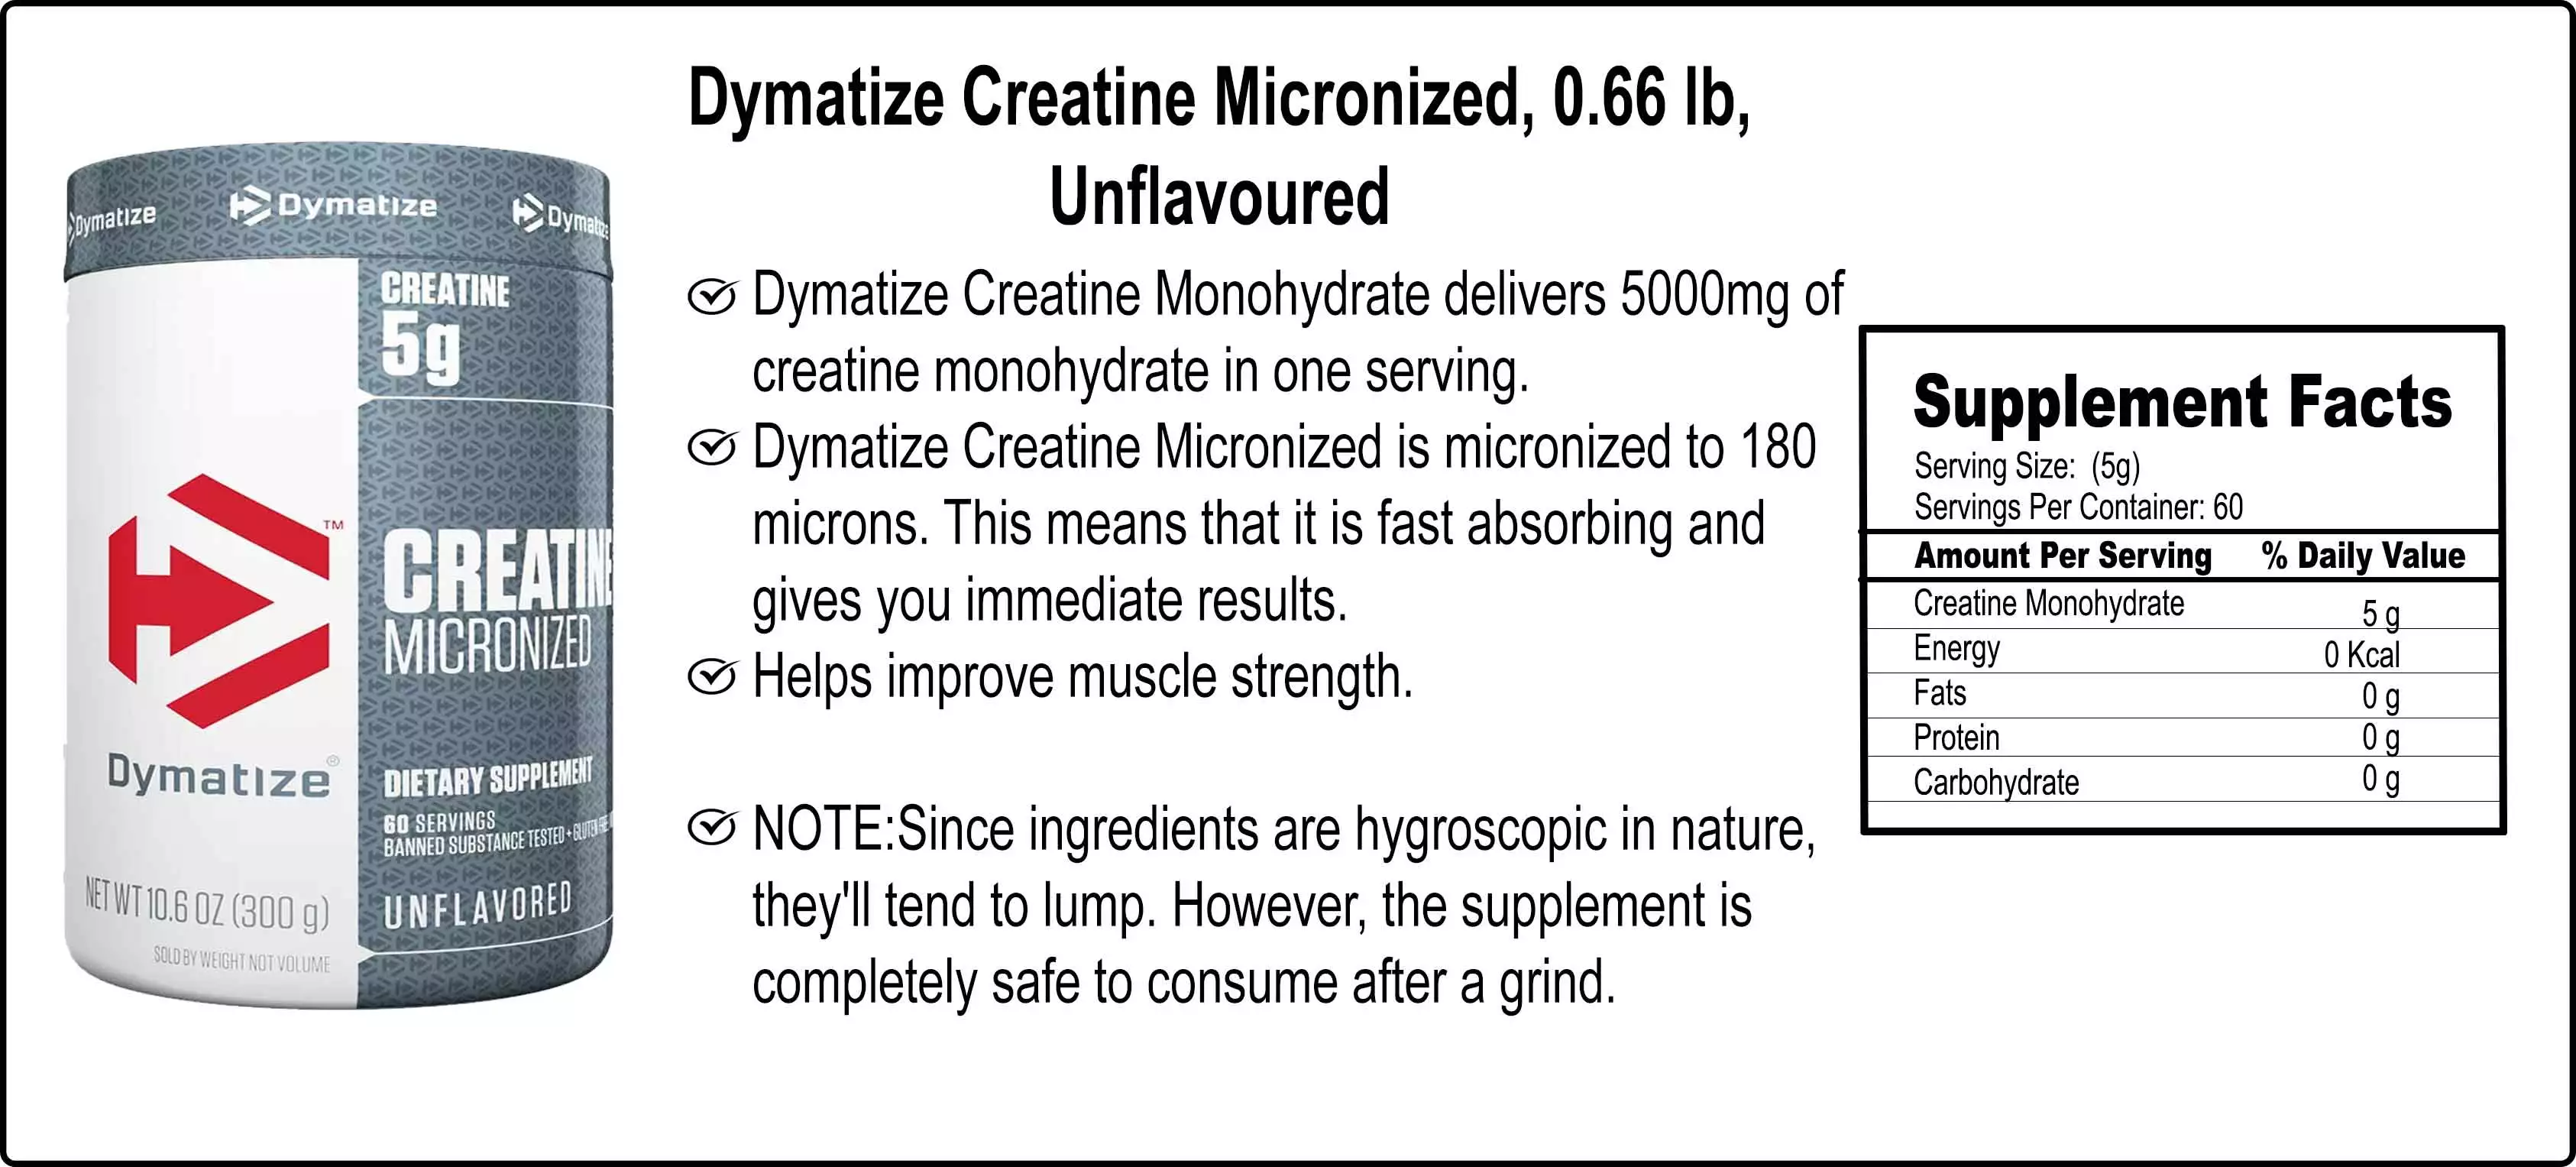 Dymatize Creatine Micronized, 0.66 lb,
Unflavoured
Dymatize Creatine Monohydrate delivers 5000mg of
creatine monohydrate in one serving.
Dymatize Creatine Micronized is micronized to 180
microns. This means that it is fast absorbing and
gives you immediate results.
Helps improve muscle strength.
NOTE:Since ingredients are hygroscopic in nature,
they'll tend to lump. However, the supplement is
completely safe to consume after a grind.
Dymatize Dymatize Dymatize
CREATINE
5g
CREATINE
MICRONIZED
TM
Dymatize®
DIETARY SUPPLEMENT
60 SERVINGS
BANNED SUBSTANCE TESTED + GLUTEN
UNFLAVORED
NET WT 10.6 OZ (300 g)
SOLD BY WEIGHT NOT VOLUME
Supplement Facts
Serving Size: (5g)
Servings Per Container: 60
Amount Per Serving % Daily Value
Creatine Monohydrate 5 g
Energy 0 Kcal
Fats 0 g
Protein 0 g
Carbohydrate 0 g